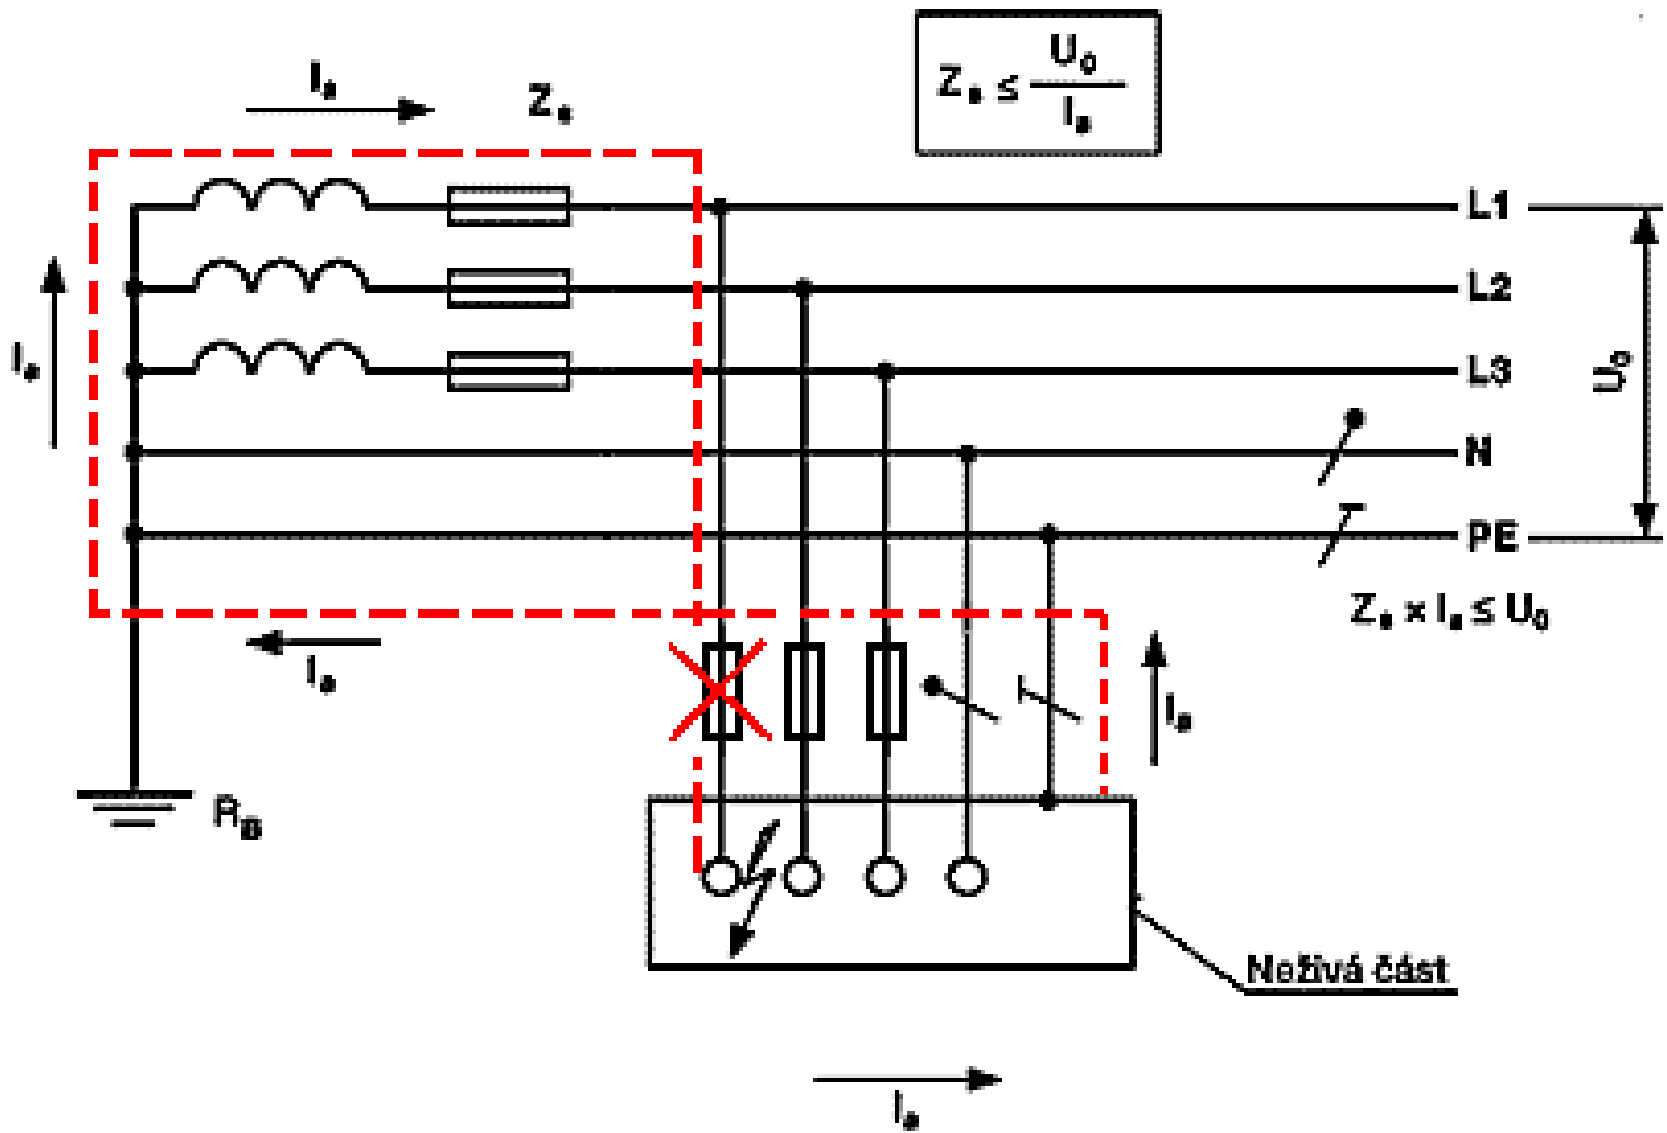 Iₐ
Zₛ
Zₛ ≤ U₀ / Iₐ
L1
L2
Iₐ
L3
U₀
N
PE
Zₛ x Iₐ ≤ U₀
Iₐ
Iₐ
R_B
Neživá část
Iₐ